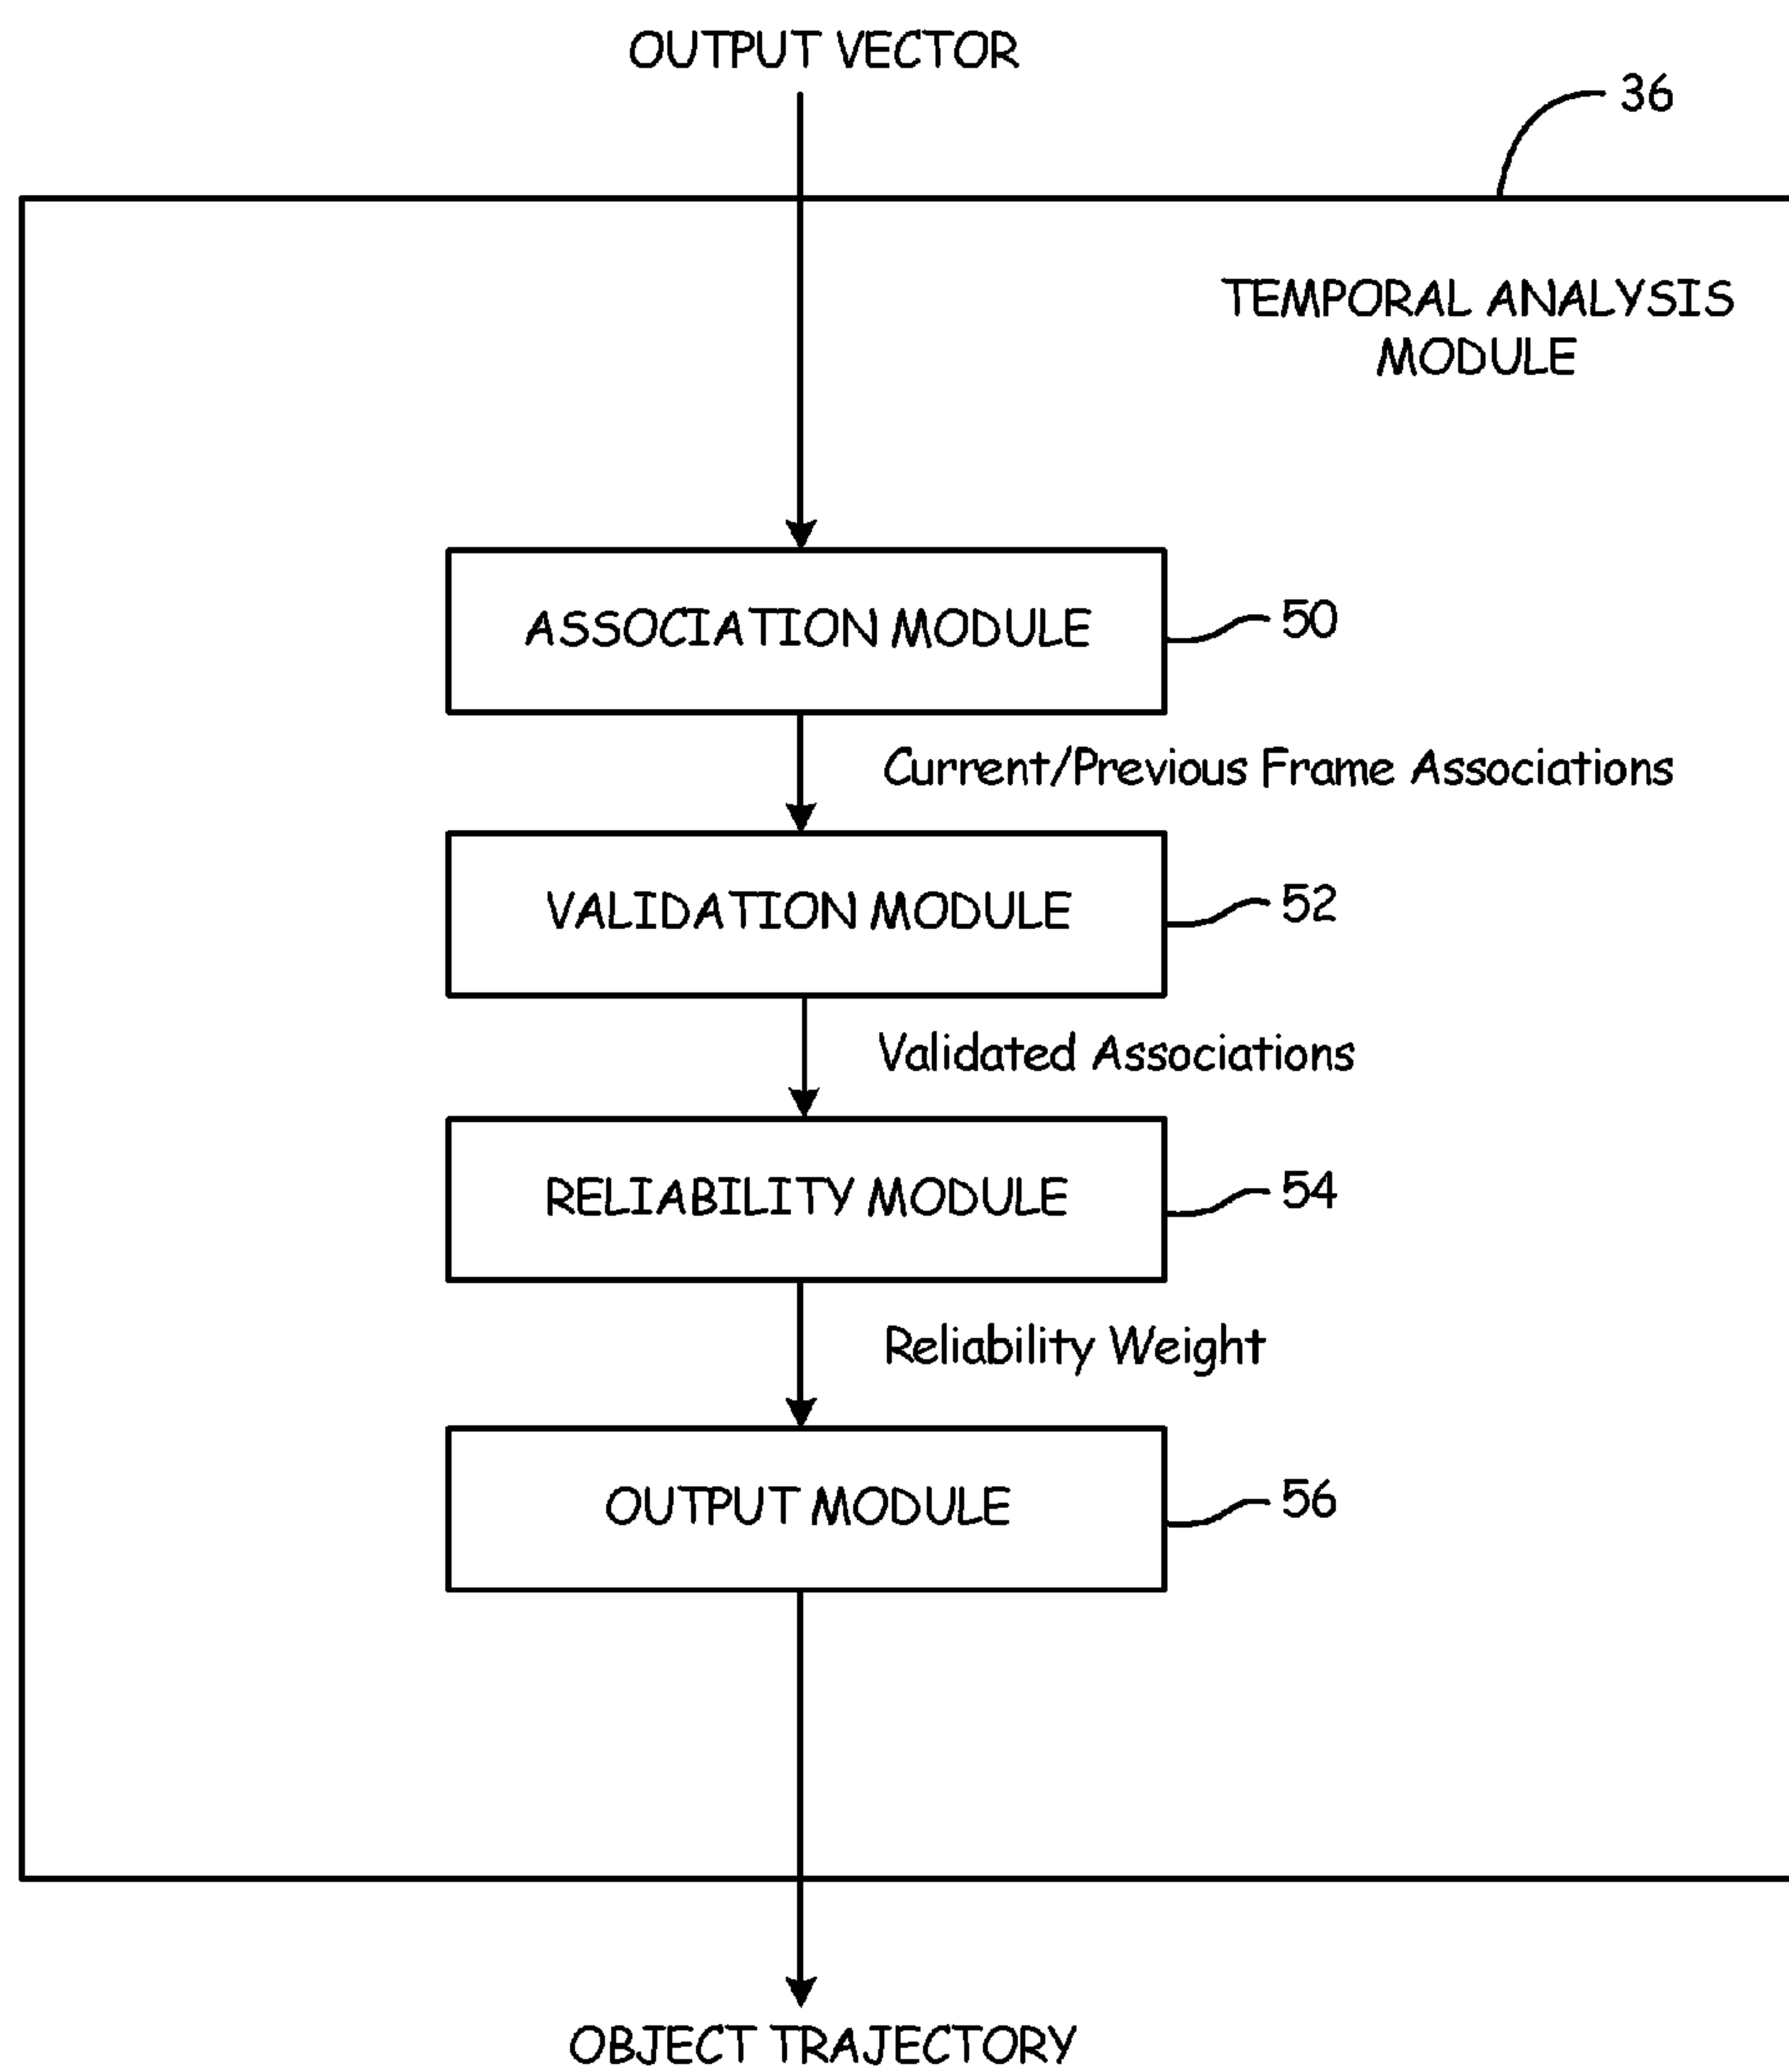 OUTPUT VECTOR
36
TEMPORAL ANALYSIS
MODULE
ASSOCIATION MODULE
50
Current/Previous Frame Associations
VALIDATION MODULE
52
Validated Associations
RELIABILITY MODULE
54
Reliability Weight
OUTPUT MODULE
56
OBJECT TRAJECTORY